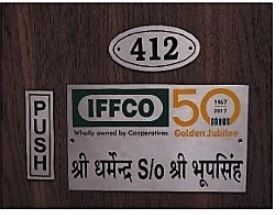 412
PUSH
IFFCO
Wholly owned by Cooperatives
50
1967
2017
Golden Jubilee
श्री धर्मेन्द्र S/o श्री भूपसिंह